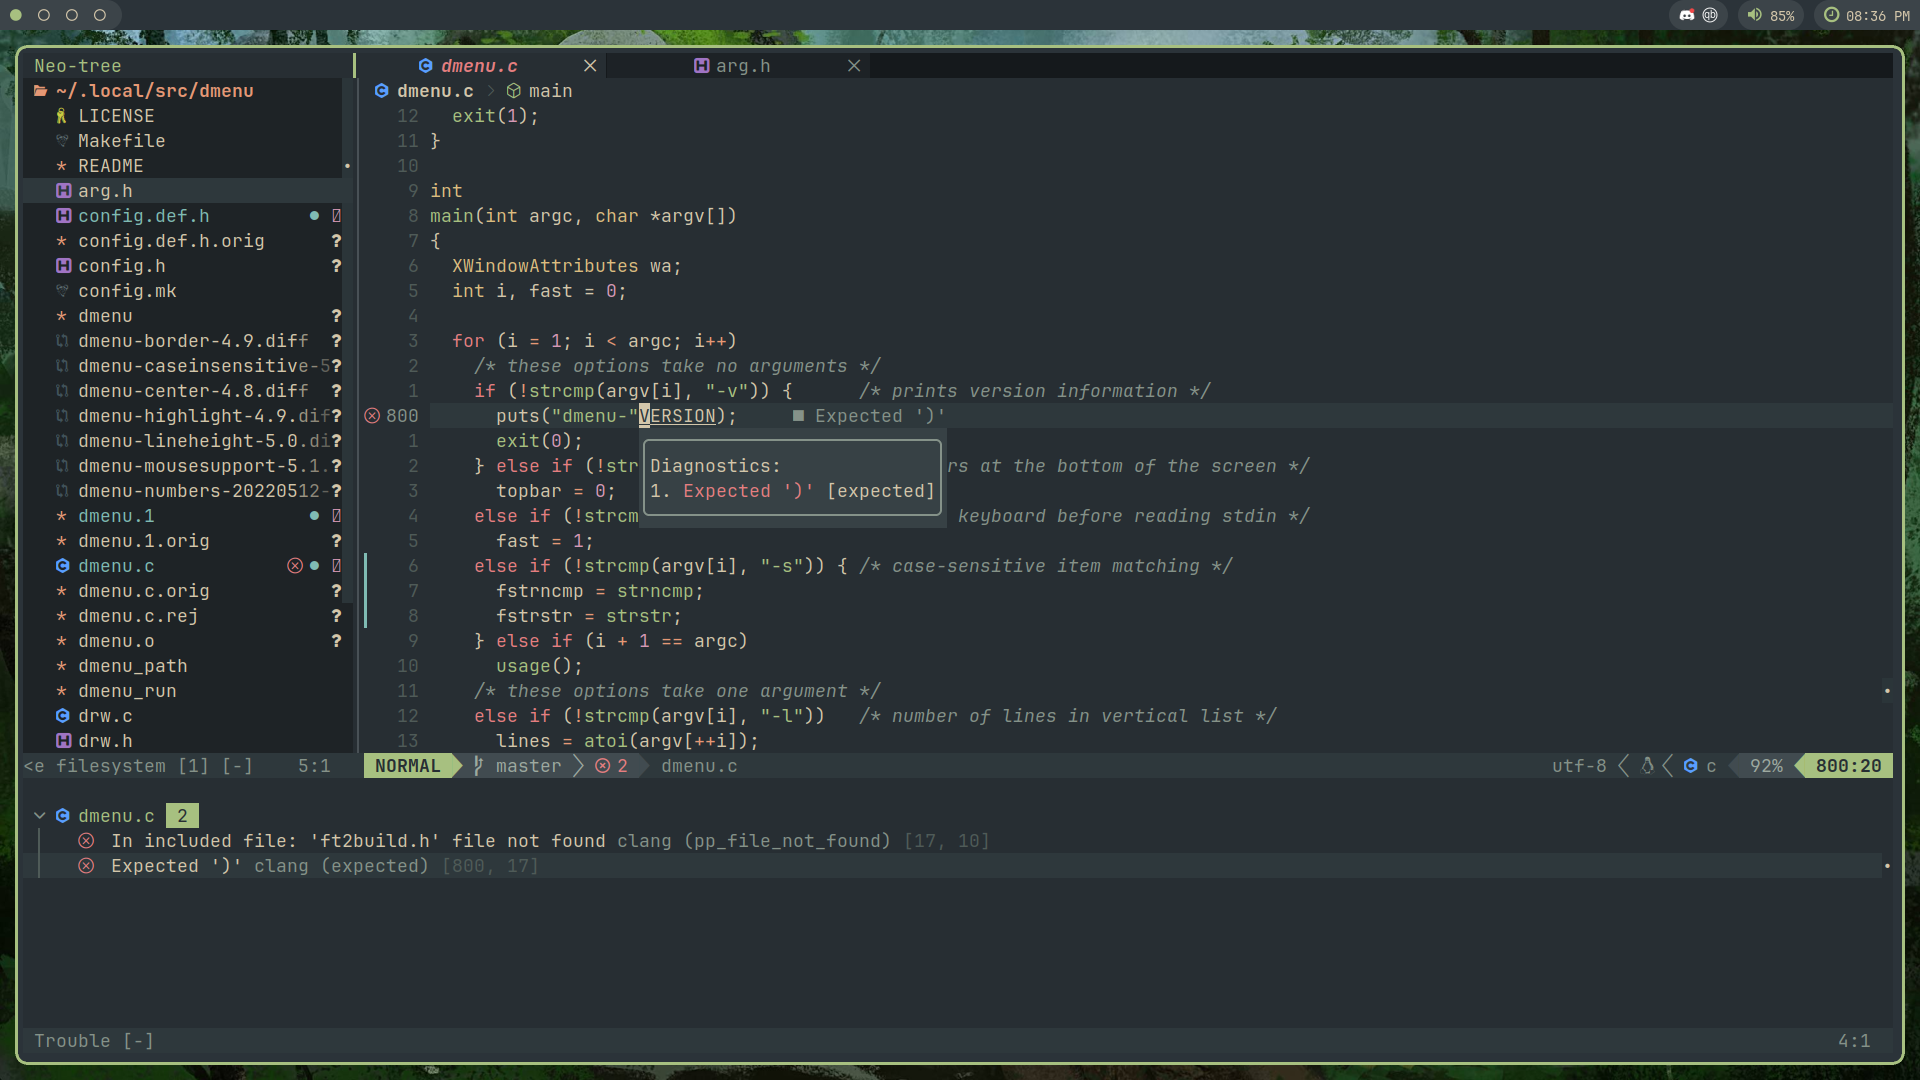 85% 08:36 PM
Neo-tree
~/.local/src/dmenu
LICENSE
Makefile
* README
arg.h
config.def.h
* config.def.h.orig ?
config.h ?
config.mk
* dmenu ?
dmenu-border-4.9.diff ?
dmenu-caseinsensitive-5?
dmenu-center-4.8.diff ?
dmenu-highlight-4.9.dif?
dmenu-lineheight-5.0.di?
dmenu-mousesupport-5.1.?
dmenu-numbers-20220512-?
* dmenu.1
* dmenu.1.orig ?
dmenu.c
* dmenu.c.orig ?
* dmenu.c.rej ?
* dmenu.o ?
* dmenu_path
* dmenu_run
drw.c
drw.h
<e filesystem [1] [-] 5:1
dmenu.c arg.h
dmenu.c > main
12 exit(1);
11 }
10
9 int
8 main(int argc, char *argv[])
7 {
6 XWindowAttributes wa;
5 int i, fast = 0;
4
3 for (i = 1; i < argc; i++)
2 /* these options take no arguments */
1 if (!strcmp(argv[i], "-v")) { /* prints version information */
800 puts("dmenu-"VERSION); ■ Expected ')'
1 exit(0);
2 } else if (!str rs at the bottom of the screen */
3 topbar = 0;
4 else if (!strcm keyboard before reading stdin */
5 fast = 1;
6 else if (!strcmp(argv[i], "-s")) { /* case-sensitive item matching */
7 fstrncmp = strncmp;
8 fstrstr = strstr;
9 } else if (i + 1 == argc)
10 usage();
11 /* these options take one argument */
12 else if (!strcmp(argv[i], "-l")) /* number of lines in vertical list */
13 lines = atoi(argv[++i]);
Diagnostics:
1. Expected ')' [expected]
NORMAL master 2 dmenu.c utf-8 c 92% 800:20
dmenu.c 2
In included file: 'ft2build.h' file not found clang (pp_file_not_found) [17, 10]
Expected ')' clang (expected) [800, 17]
Trouble [-] 4:1